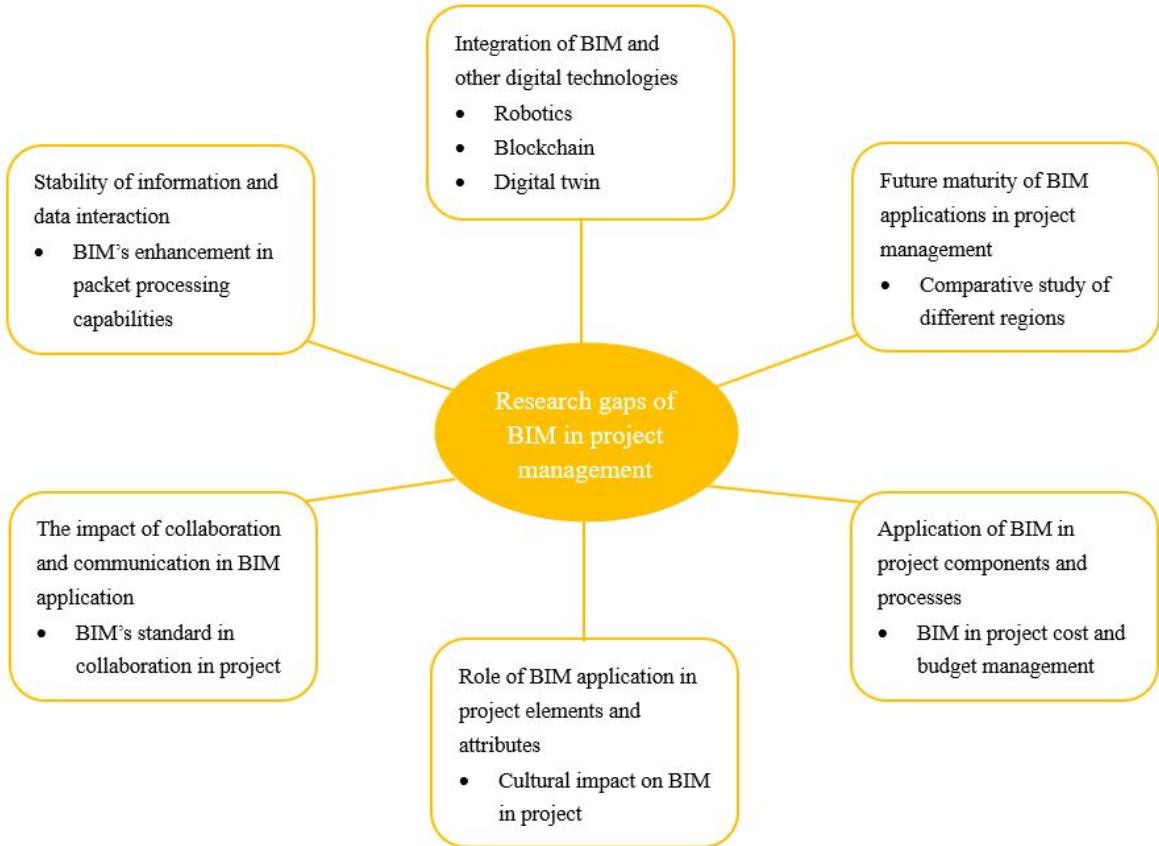 Integration of BIM and
other digital technologies
• Robotics
• Blockchain
• Digital twin
Stability of information and
data interaction
• BIM’s enhancement in
packet processing
capabilities
Future maturity of BIM
applications in project
management
• Comparative study of
different regions
Research gaps of
BIM in project
management
The impact of collaboration
and communication in BIM
application
• BIM’s standard in
collaboration in project
Application of BIM in
project components and
processes
• BIM in project cost and
budget management
Role of BIM application in
project elements and
attributes
• Cultural impact on BIM
in project